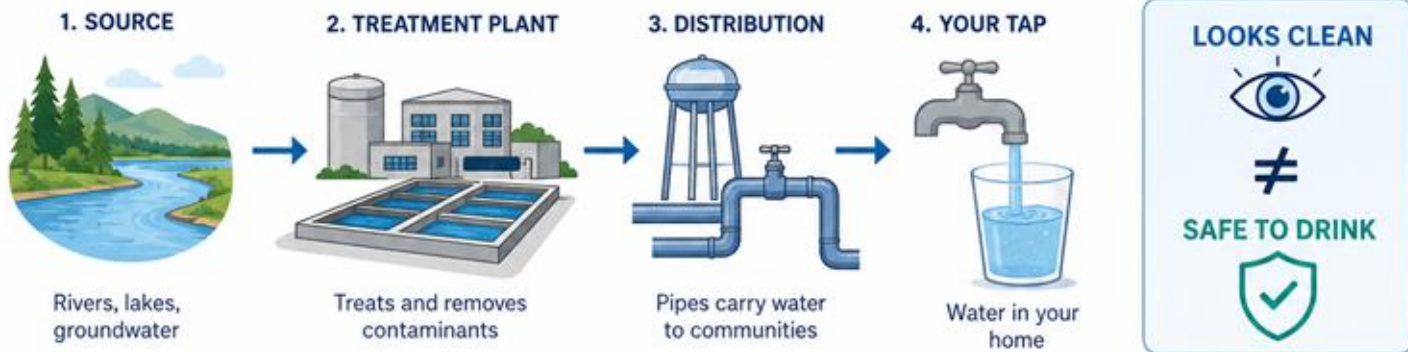 1. SOURCE
Rivers, lakes,
groundwater
2. TREATMENT PLANT
Treats and removes
contaminants
3. DISTRIBUTION
Pipes carry water
to communities
4. YOUR TAP
Water in your
home
LOOKS CLEAN
≠
SAFE TO DRINK